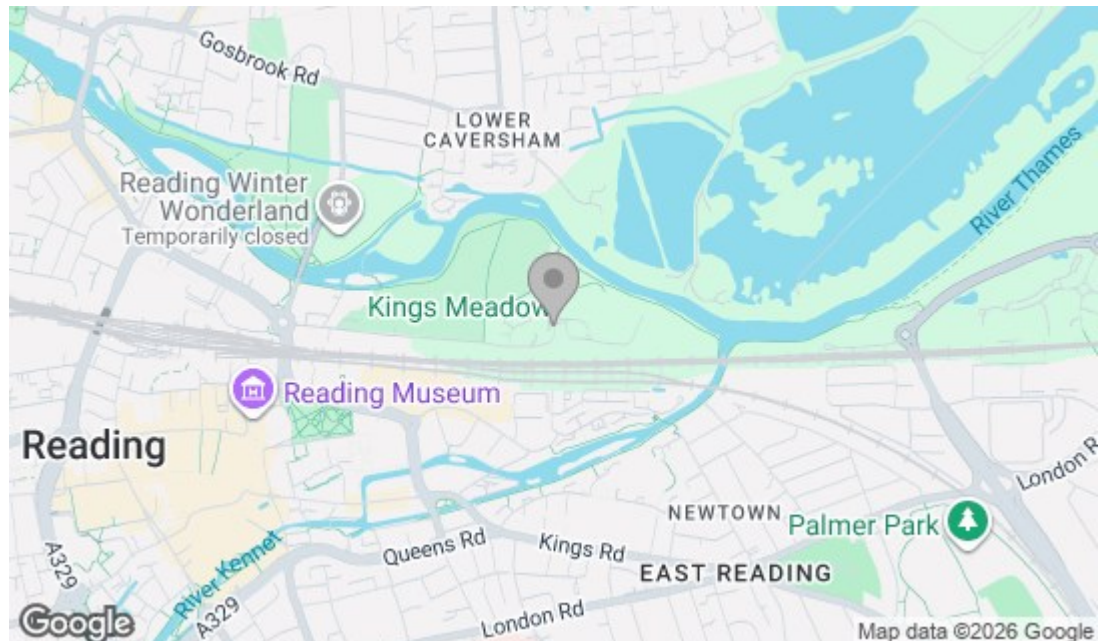 Gosbrook Rd
LOWER
CAVERSHAM
Reading Winter
Wonderland
Temporarily closed
River Thames
Kings Meadow
Reading Museum
Reading
London R
NEWTOWN
Palmer Park
Queens Rd
Kings Rd
EAST READING
A329
River Kennet
A329
London Rd
Google
Map data ©2026 Google